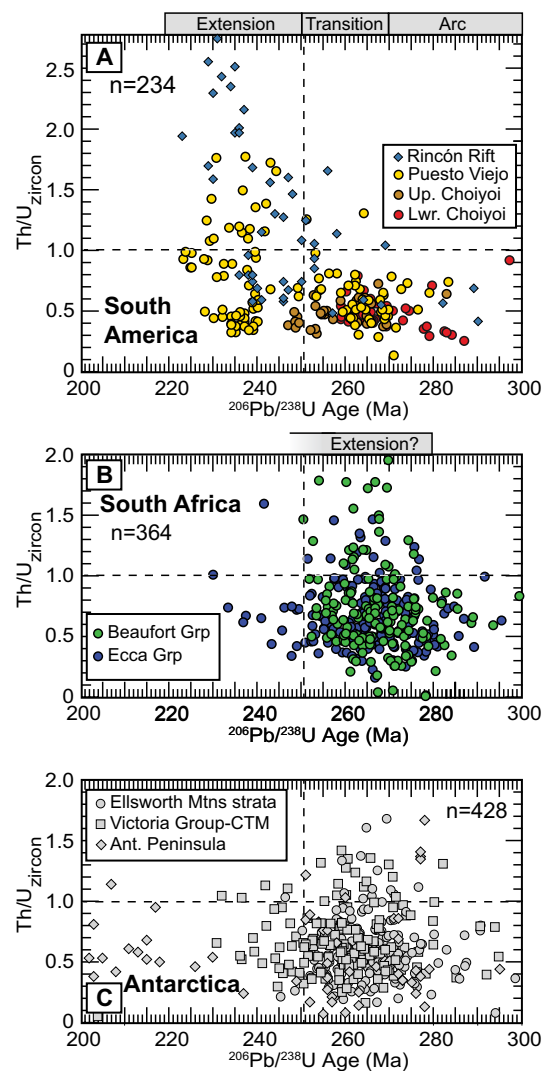 Extension Transition Arc
A
n=234
Th/Uzircon
2.5
2.0
1.5
1.0
0.5
0
Rincón Rift
Puesto Viejo
Up. Choiyoi
Lwr. Choiyoi
South
America
200 220 240 260 280 300
206Pb/238U Age (Ma)
Extension?
B
South Africa
n=364
Th/Uzircon
2.0
1.5
1.0
0.5
0
Beaufort Grp
Ecca Grp
200 220 240 260 280 300
206Pb/238U Age (Ma)
Ellsworth Mtns strata
Victoria Group-CTM
Ant. Peninsula
n=428
Th/Uzircon
2.0
1.5
1.0
0.5
0
C
Antarctica
200 220 240 260 280 300
206Pb/238U Age (Ma)